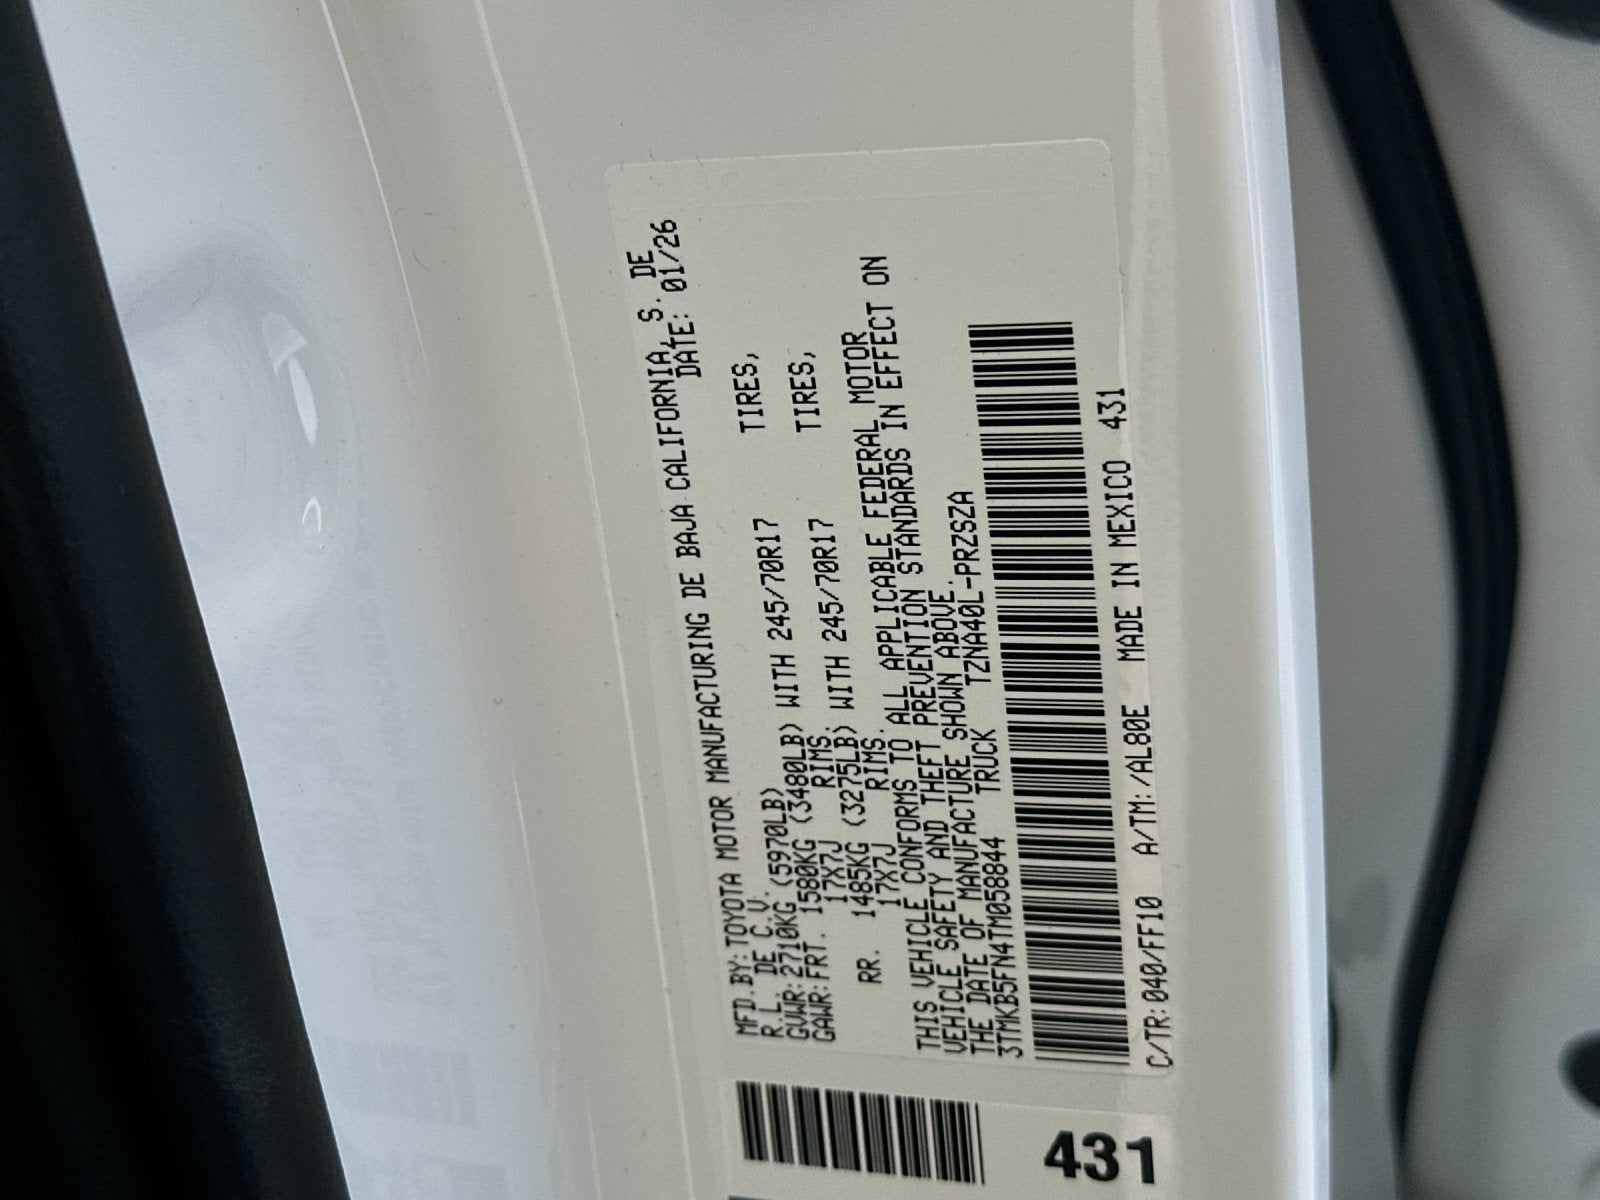 MFD.BY:TOYOTA MOTOR MANUFACTURING DE BAJA CALIFORNIA, S. DE
R.L. DE C.V. DATE: 01/26
GVWR:2710KG (5970LB)
GAWR:FRT. 1580KG (3480LB) WITH 245/70R17 TIRES,
17X7J RIMS,
RR. 1485KG (3275LB) WITH 245/70R17 TIRES,
17X7J RIMS.
THIS VEHICLE CONFORMS TO ALL APPLICABLE FEDERAL MOTOR
VEHICLE SAFETY AND THEFT PREVENTION STANDARDS IN EFFECT ON
THE DATE OF MANUFACTURE SHOWN ABOVE.
3TMKB5FN4TM058844 TRUCK TZNA40L-PRZSZA
C/TR:040/FF10 A/TM:/AL80E MADE IN MEXICO 431
431